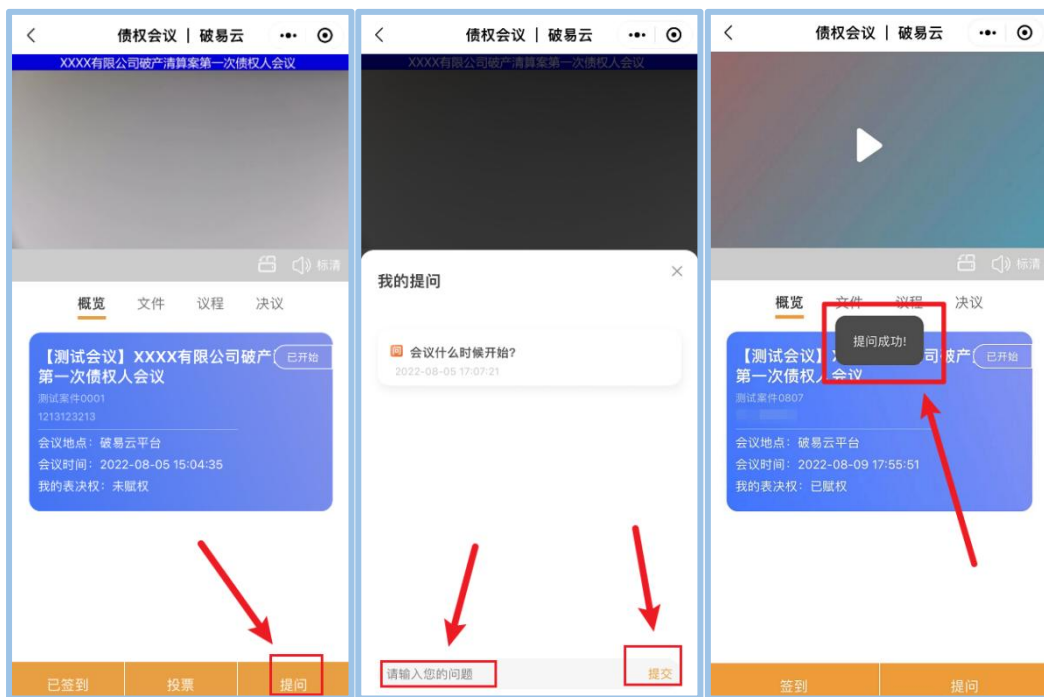 债权会议 | 破易云
XXXX有限公司破产清算案第一次债权人会议
标清
概览 文件 议程 决议
【测试会议】XXXX有限公司破产
已开始
第一次债权人会议
测试案件0001
1213123213
会议地点：破易云平台
会议时间：2022-08-05 15:04:35
我的表决权：未赋权
已签到 投票 提问
债权会议 | 破易云
XXXX有限公司破产清算案第一次债权人会议
我的提问
问 会议什么时候开始?
2022-08-05 17:07:21
请输入您的问题 提交
债权会议 | 破易云
标清
概览 文件 议程 决议
提问成功!
【测试会议】 司破产
已开始
第一次债权人会议
测试案件0807
会议地点：破易云平台
会议时间：2022-08-09 17:55:51
我的表决权：已赋权
签到 提问